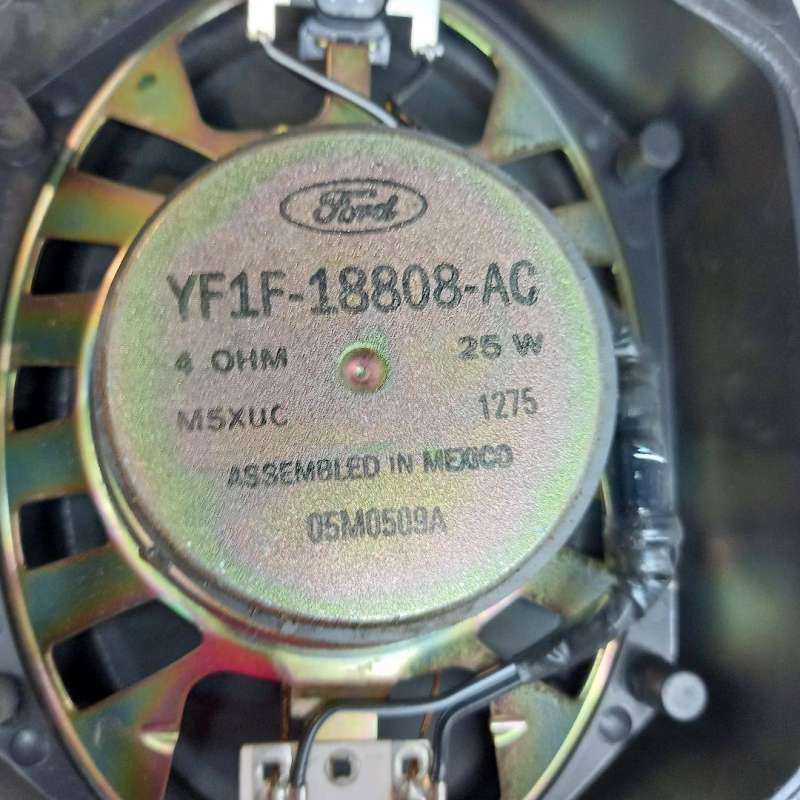 Ford
YF1F-18808-AC
4 OHM 25 W
M5XUC 1275
ASSEMBLED IN MEXICO
05M0509A